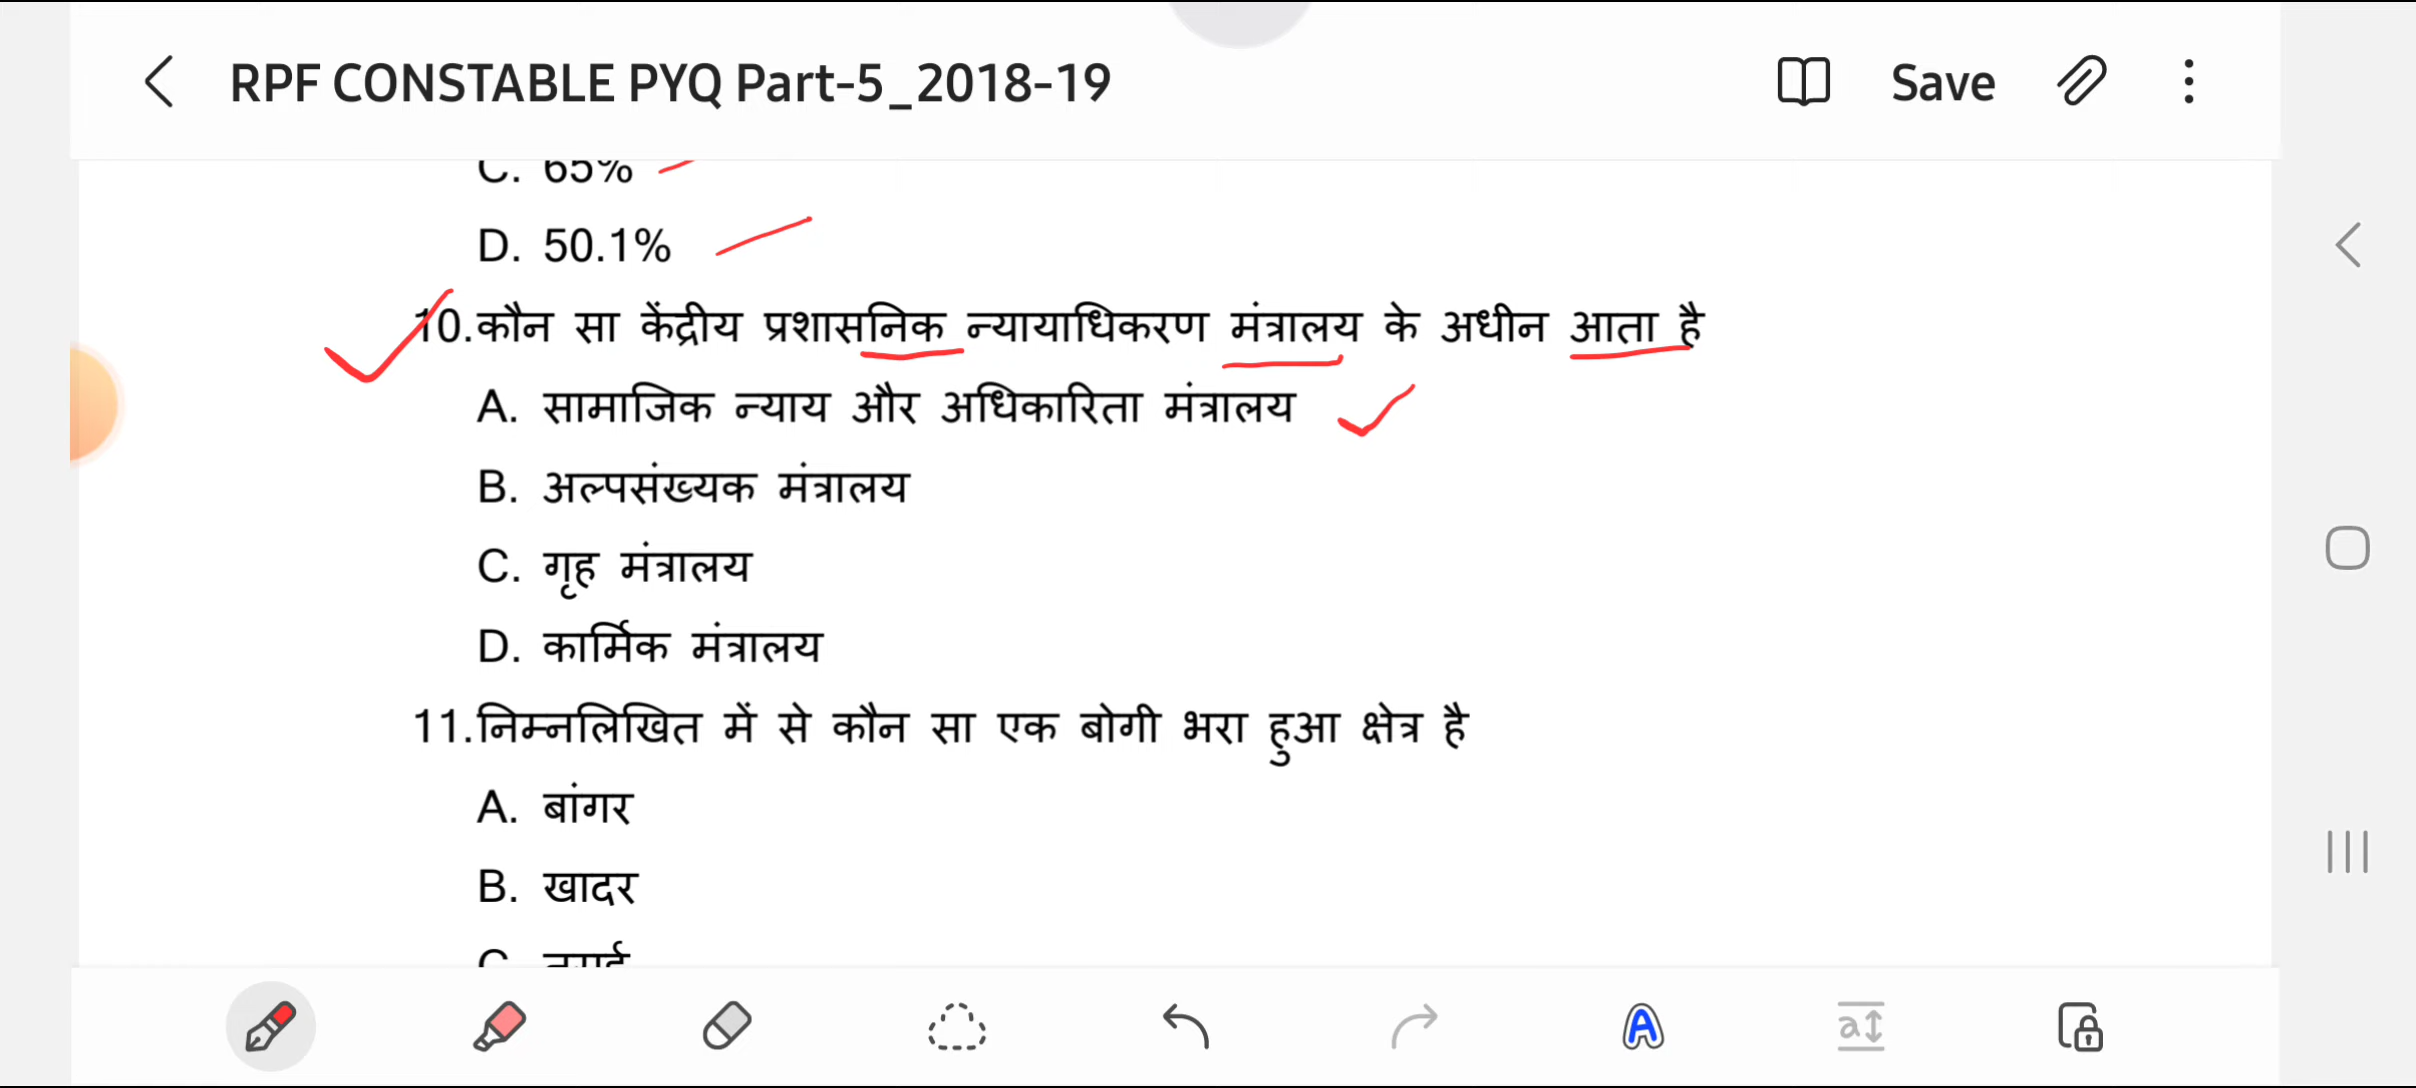 RPF CONSTABLE PYQ Part-5_2018-19
Save
C. 65%
D. 50.1%
10.कौन सा केंद्रीय प्रशासनिक न्यायाधिकरण मंत्रालय के अधीन आता है
A. सामाजिक न्याय और अधिकारिता मंत्रालय
B. अल्पसंख्यक मंत्रालय
C. गृह मंत्रालय
D. कार्मिक मंत्रालय
11.निम्नलिखित में से कौन सा एक बोगी भरा हुआ क्षेत्र है
A. बांगर
B. खादर